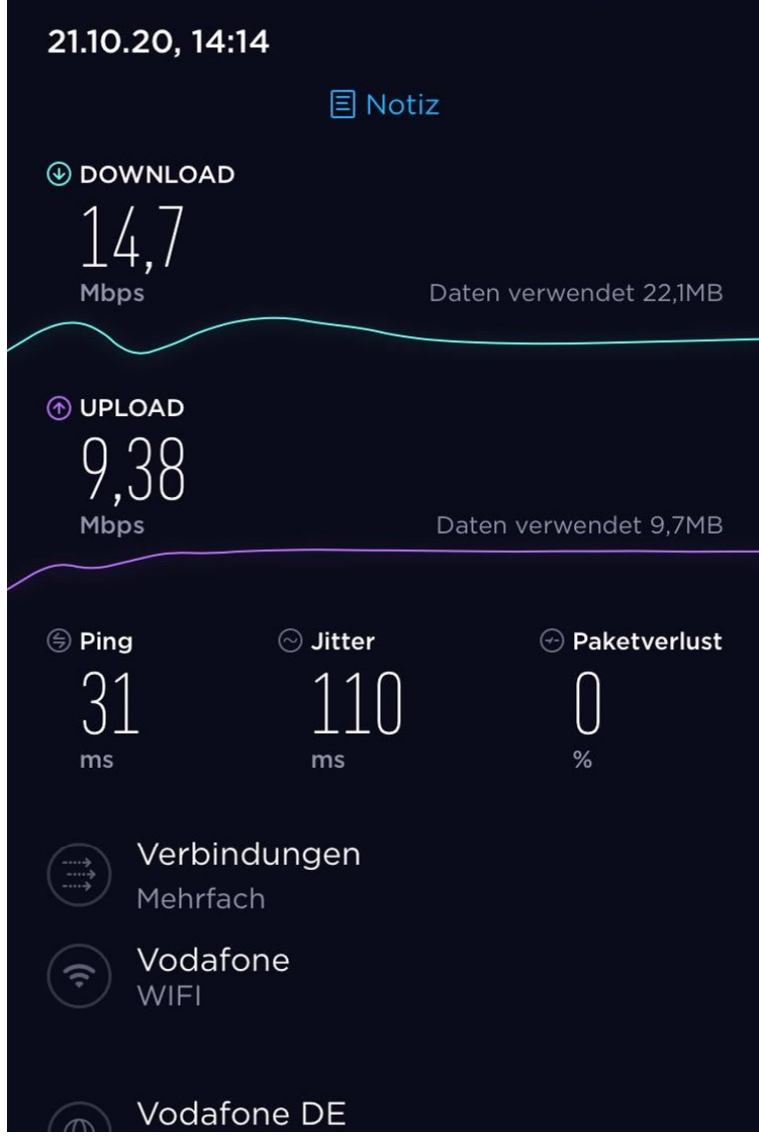 21.10.20, 14:14
Notiz
DOWNLOAD
14,7
Mbps
Daten verwendet 22,1MB
UPLOAD
9,38
Mbps
Daten verwendet 9,7MB
Ping
Jitter
Paketverlust
31
110
0
ms
ms
%
Verbindungen
Mehrfach
Vodafone
WIFI
Vodafone DE